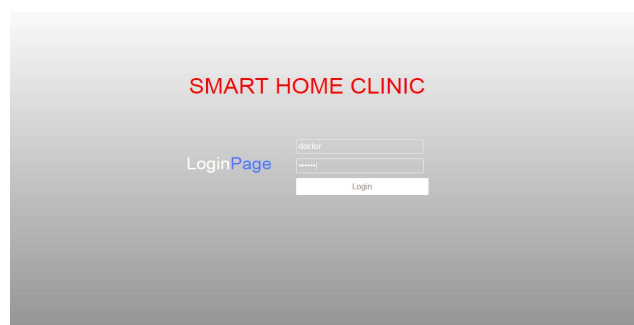 SMART HOME CLINIC
LoginPage
doctor
••••••
Login